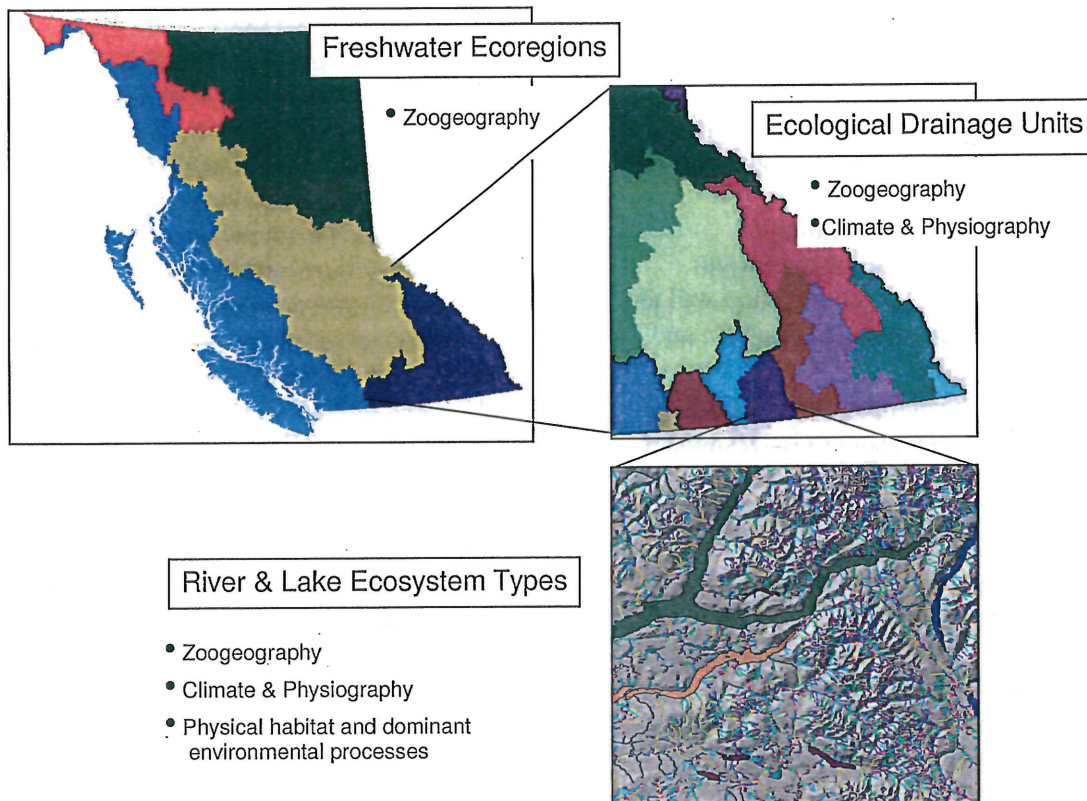 Freshwater Ecoregions
• Zoogeography
Ecological Drainage Units
• Zoogeography
• Climate & Physiography
River & Lake Ecosystem Types
• Zoogeography
• Climate & Physiography
• Physical habitat and dominant
environmental processes